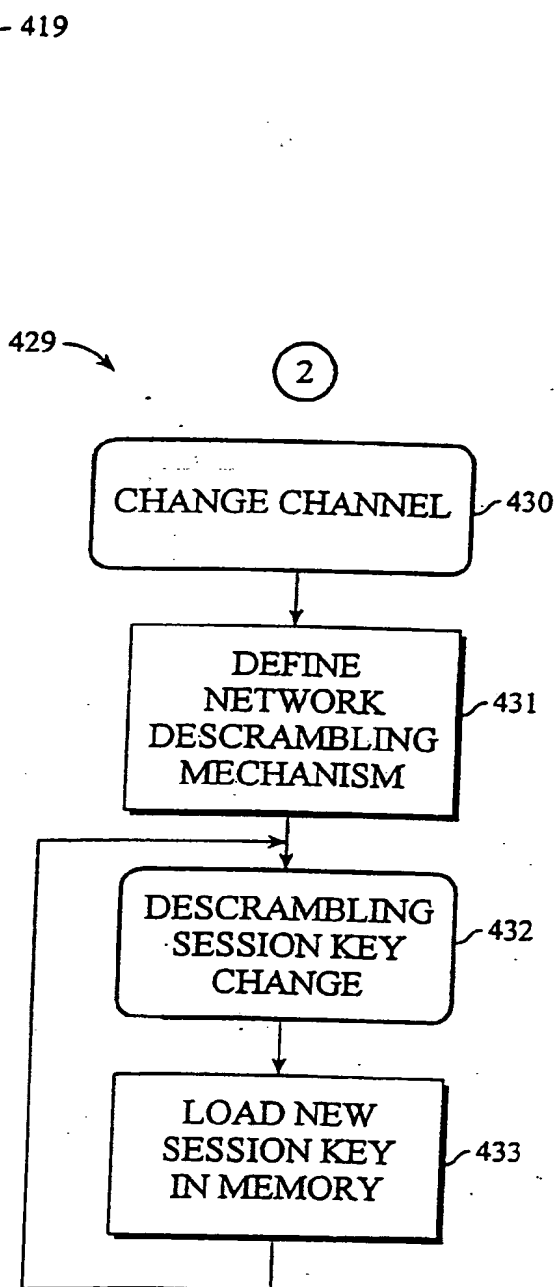 419
429
2
CHANGE CHANNEL
430
DEFINE
NETWORK
DESCRAMBLING
MECHANISM
431
DESCRAMBLING
SESSION KEY
CHANGE
432
LOAD NEW
SESSION KEY
IN MEMORY
433